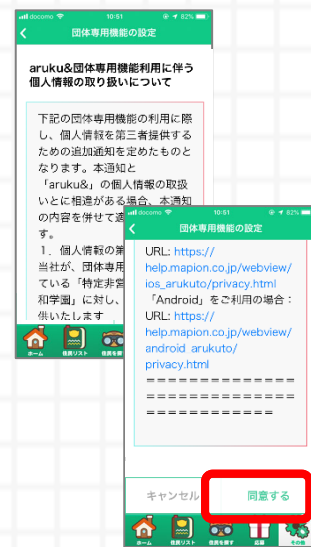 docomo 10:51 82%
団体専用機能の設定
aruku&団体専用機能利用に伴う
個人情報の取り扱いについて
下記の団体専用機能の利用に際
し、個人情報を第三者提供する
ための追加通知を定めたものと
なります。本通知と
「aruku&」の個人情報の取扱
いとに相違がある場合、本通知
の内容を併せて適
す。
1.個人情報の第
当社が、団体専用
ている「特定非営
和学園」に対し、
供いたします
ホーム 住民リスト 住民を探す
docomo 10:51 82%
団体専用機能の設定
URL: https://
help.mapion.co.jp/webview/
ios_arukuto/privacy.html
「Android」をご利用の場合：
URL: https://
help.mapion.co.jp/webview/
android_arukuto/
privacy.html
==============
==============
============
キャンセル 同意する
ホーム 住民リスト 住民を探す 応募 その他